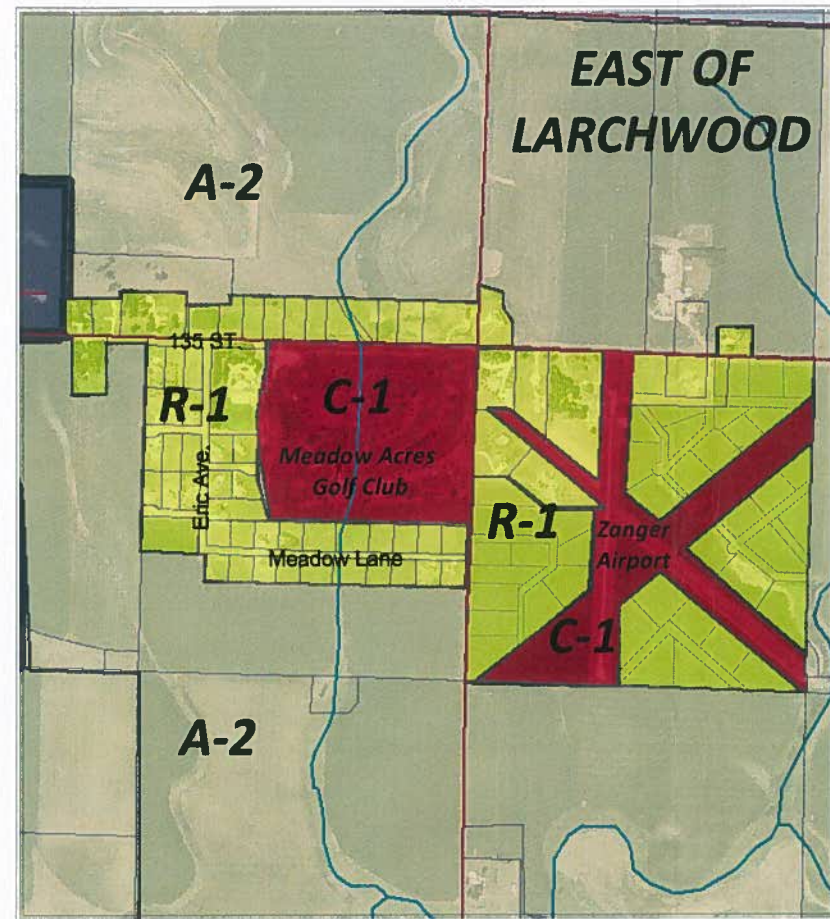 EAST OF
LARCHWOOD
A-2
135 ST
R-1
C-1
Meadow Acres
Golf Club
Eric Ave.
R-1
Zanger
Airport
Meadow Lane
C-1
A-2